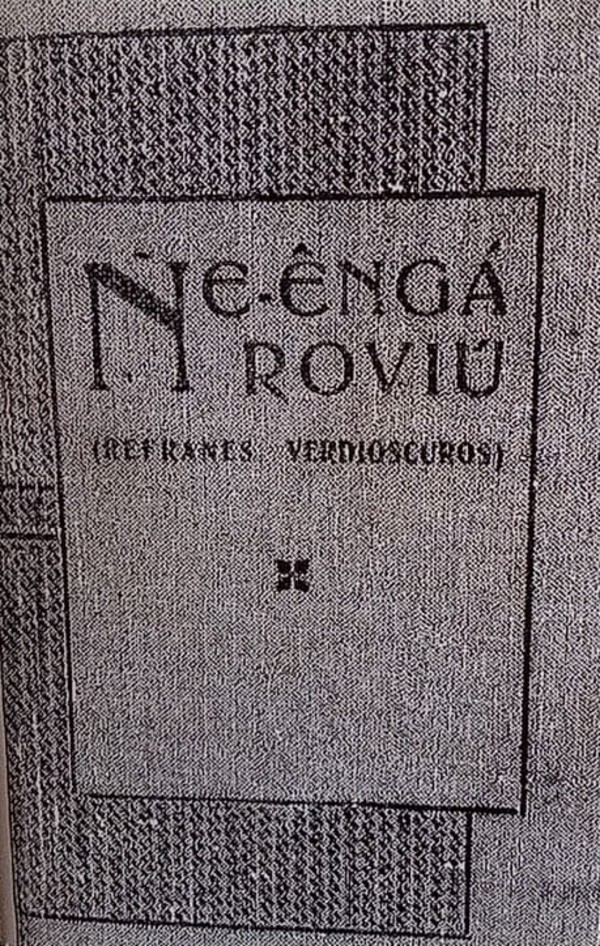 Ñe-Êngá
Roviú
(REFRANES VERDIOSCUROS)